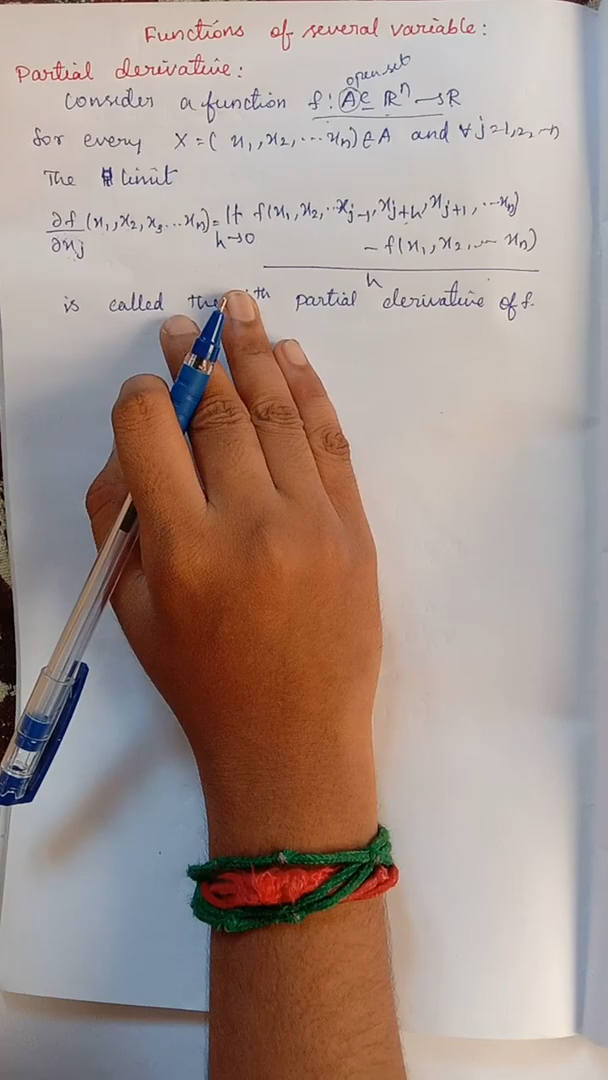 Functions of several variable:
Partial derivative:
open set
Consider a function f: A ⊆ ℝⁿ → R
for every X = (x₁, x₂, ... xₙ) ∈ A and ∀ j = 1, 2, -- n
The limit
∂f/∂xⱼ (x₁, x₂, x₃ ... xₙ) = lt h→0 f(x₁, x₂, .. xⱼ₋₁, xⱼ+h, xⱼ₊₁, ... xₙ)
- f(x₁, x₂, ... xₙ)
h
is called the th partial derivative of f.